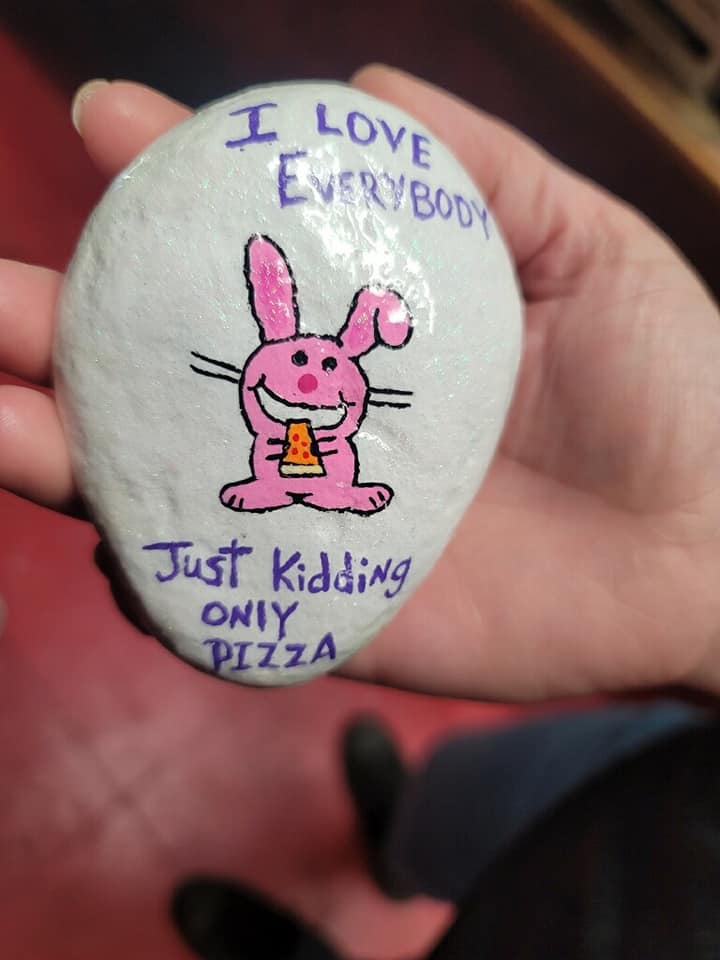 I LOVE
EVERYBODY
Just Kidding
ONlY
PIZZA